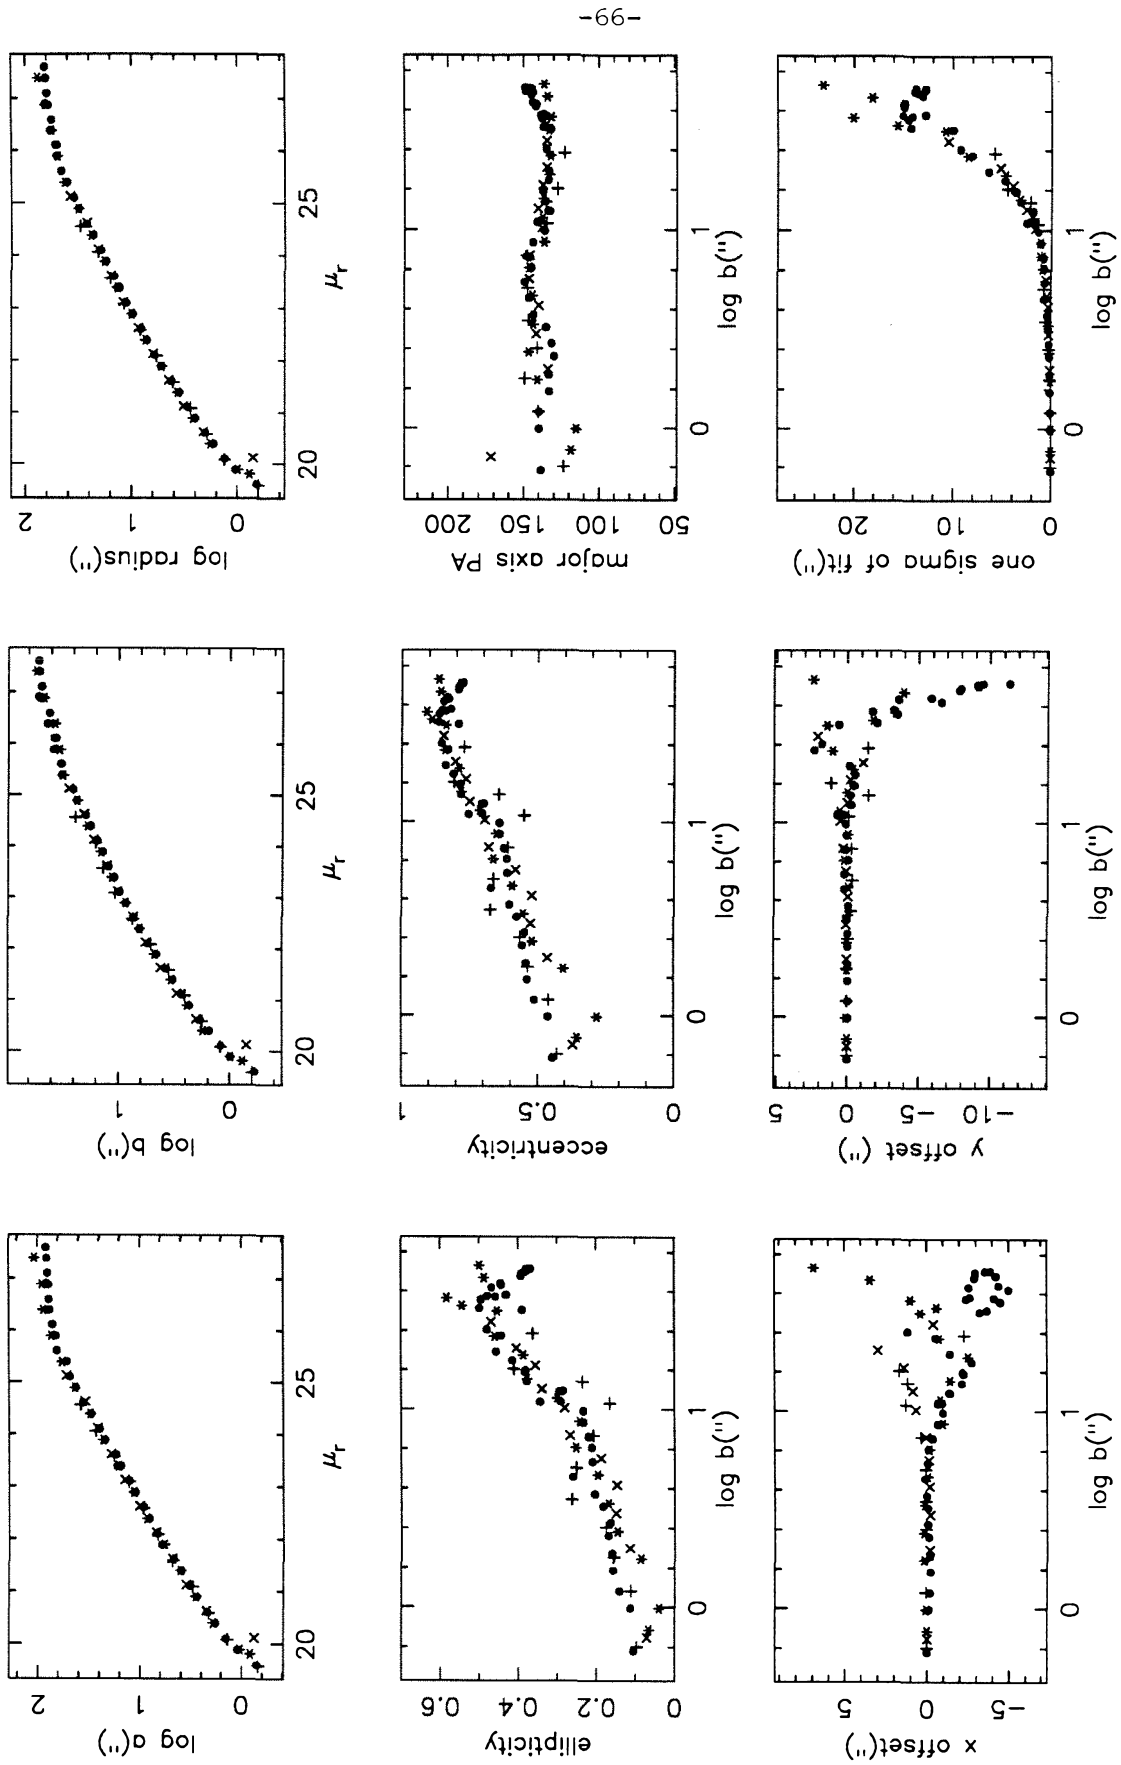 -66-
log a(")
2
1
0
20
25
μr
log b(")
1
0
20
25
μr
log radius(")
2
1
0
20
25
μr
ellipticity
0.6
0.4
0.2
0
0
1
log b(")
eccentricity
1
0.5
0
0
1
log b(")
major axis PA
200
150
100
50
0
1
log b(")
x offset(")
5
0
-5
0
1
log b(")
y offset (")
5
0
-5
-10
0
1
log b(")
one sigma of fit(")
20
10
0
0
1
log b(")